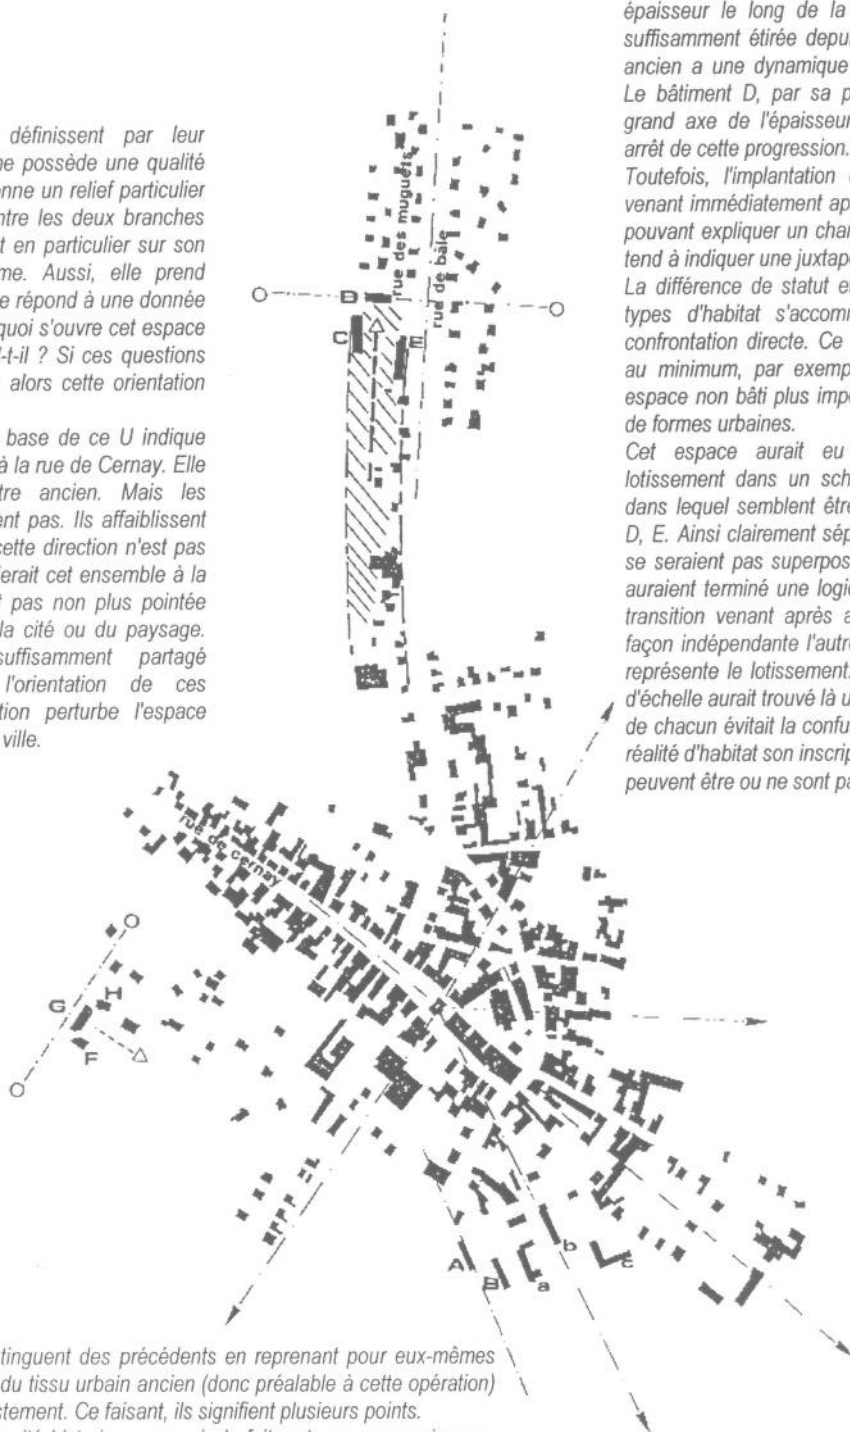 définissent par leur
ne possède une qualité
onne un relief particulier
ntre les deux branches
t en particulier sur son
me. Aussi, elle prend
e répond à une donnée
quoi s'ouvre cet espace
l-t-il ? Si ces questions
alors cette orientation
base de ce U indique
à la rue de Cernay. Elle
tre ancien. Mais les
ent pas. Ils affaiblissent
cette direction n'est pas
ierait cet ensemble à la
t pas non plus pointée
la cité ou du paysage.
suffisamment partagé
l'orientation de ces
tion perturbe l'espace
ville.
épaisseur le long de la
suffisamment étirée depu
ancien a une dynamique
Le bâtiment D, par sa p
grand axe de l'épaisseur
arrêt de cette progression.
Toutefois, l'implantation
venant immédiatement ap
pouvant expliquer un char
tend à indiquer une juxtap
La différence de statut e
types d'habitat s'accomm
confrontation directe. Ce
au minimum, par exemp
espace non bâti plus impo
de formes urbaines.
Cet espace aurait eu
lotissement dans un sch
dans lequel semblent être
D, E. Ainsi clairement sép
se seraient pas superpos
auraient terminé une logi
transition venant après a
façon indépendante l'autre
représente le lotissement.
d'échelle aurait trouvé là u
de chacun évitait la confu
réalité d'habitat son inscrip
peuvent être ou ne sont pa
rue des muguets
rue de bâle
D
C
E
rue de cernay
G
H
F
A
B
a
b
c
tinguent des précédents en reprenant pour eux-mêmes
du tissu urbain ancien (donc préalable à cette opération)
stement. Ce faisant, ils signifient plusieurs points.